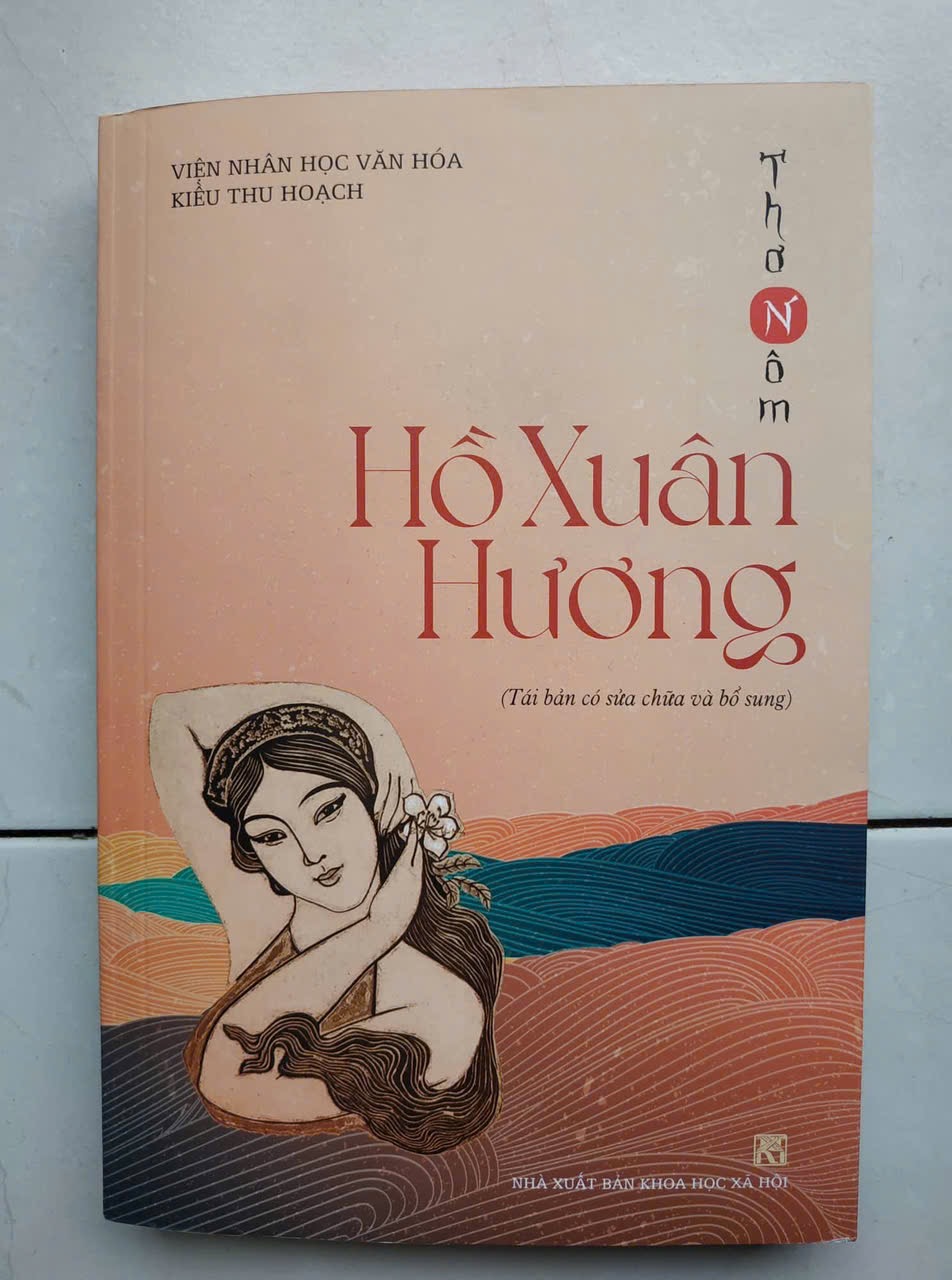 VIỆN NHÂN HỌC VĂN HÓA
KIỀU THU HOẠCH
Thơ
Nôm
Hồ Xuân
Hương
(Tái bản có sửa chữa và bổ sung)
NHÀ XUẤT BẢN KHOA HỌC XÃ HỘI